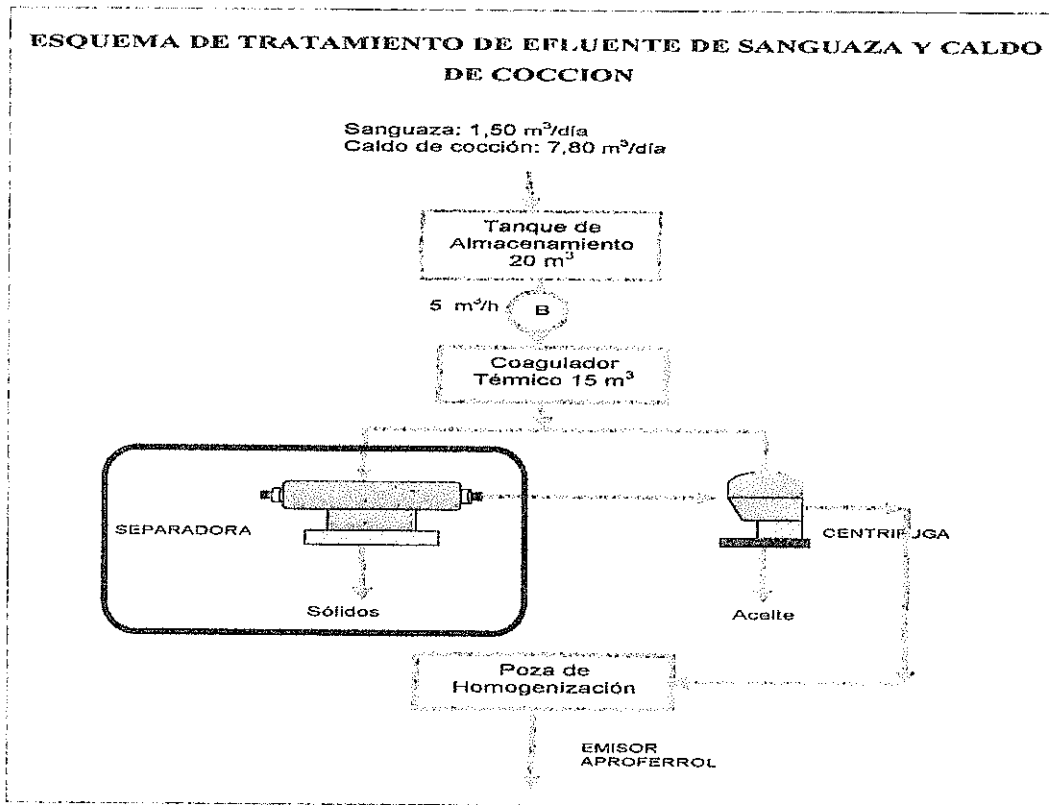 ESQUEMA DE TRATAMIENTO DE EFLUENTE DE SANGUAZA Y CALDO
DE COCCION
Sanguaza: 1,50 m³/día
Caldo de cocción: 7,80 m³/día
Tanque de
Almacenamiento
20 m³
5 m³/h
B
Coagulador
Térmico 15 m³
SEPARADORA
CENTRIFUGA
Sólidos
Aceite
Poza de
Homogenización
EMISOR
APROFERROL